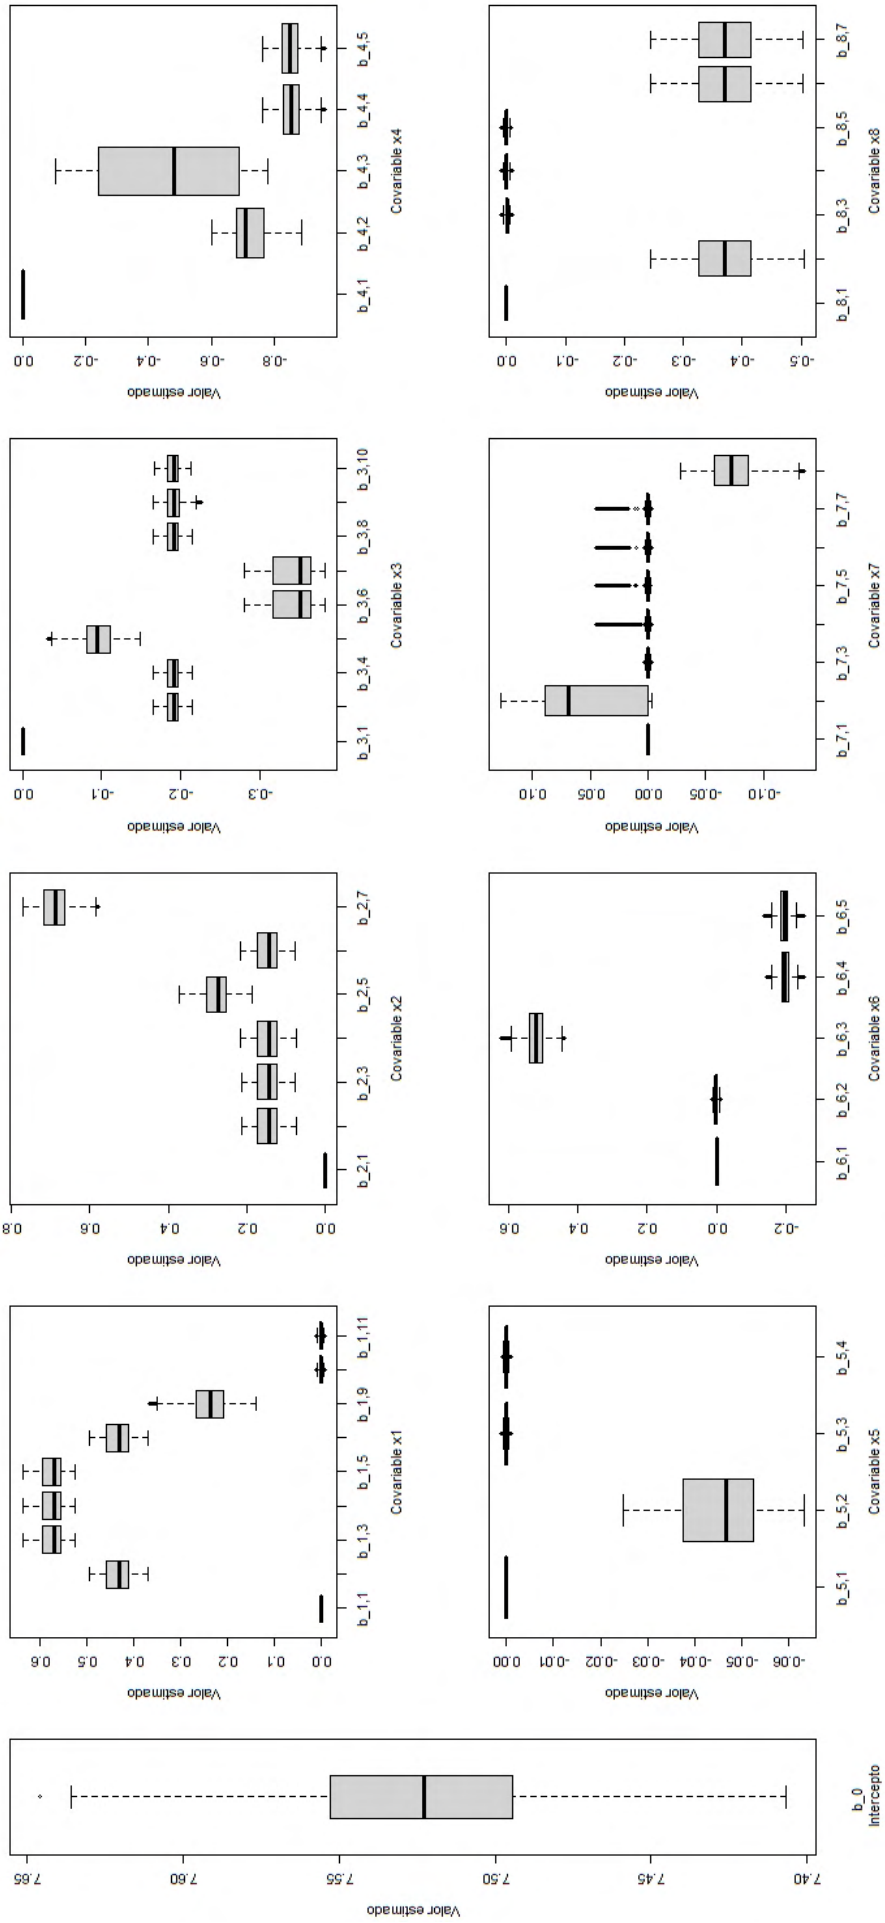 b_4,1 b_4,2 b_4,3 b_4,4 b_4,5
Covariable x4
0.0 -0.2 -0.4 -0.6 -0.8
Valor estimado
b_8,1 b_8,3 b_8,5 b_8,7
Covariable x8
0.0 -0.1 -0.2 -0.3 -0.4 -0.5
Valor estimado
b_3,1 b_3,4 b_3,6 b_3,8 b_3,10
Covariable x3
0.0 -0.1 -0.2 -0.3
Valor estimado
b_7,1 b_7,3 b_7,5 b_7,7
Covariable x7
0.10 0.05 0.00 -0.05 -0.10
Valor estimado
b_2,1 b_2,3 b_2,5 b_2,7
Covariable x2
0.8 0.6 0.4 0.2 0.0
Valor estimado
b_6,1 b_6,2 b_6,3 b_6,4 b_6,5
Covariable x6
0.6 0.4 0.2 0.0 -0.2
Valor estimado
b_1,1 b_1,3 b_1,5 b_1,9 b_1,11
Covariable x1
0.6 0.5 0.4 0.3 0.2 0.1 0.0
Valor estimado
b_5,1 b_5,2 b_5,3 b_5,4
Covariable x5
0.00 -0.01 -0.02 -0.03 -0.04 -0.05 -0.06
Valor estimado
b_0
Intercepto
7.65 7.60 7.55 7.50 7.45 7.40
Valor estimado